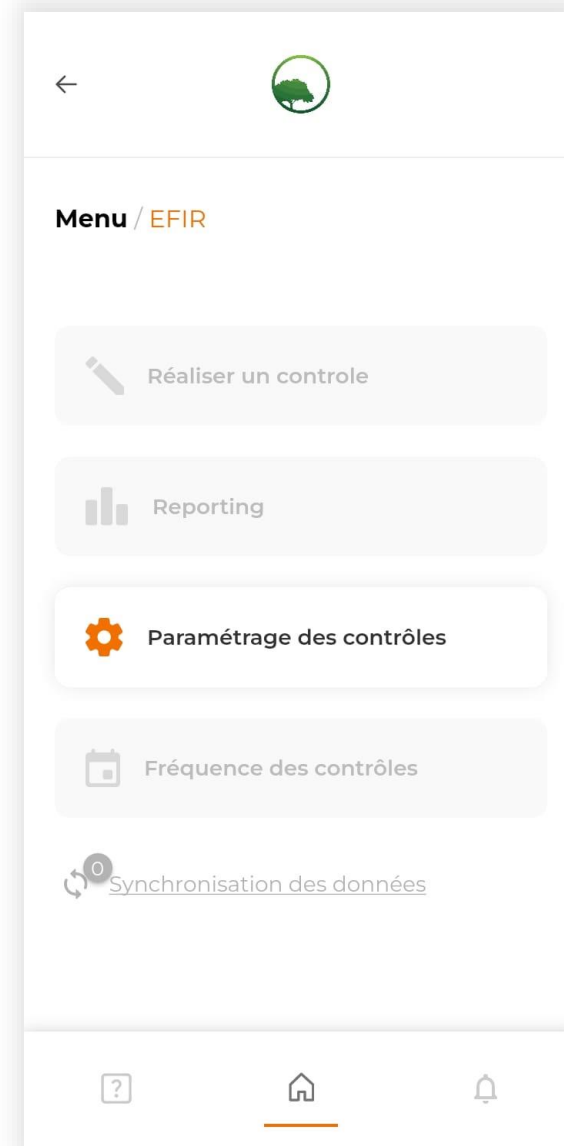 Menu / EFIR
Réaliser un controle
Reporting
Paramétrage des contrôles
Fréquence des contrôles
0
Synchronisation des données
?